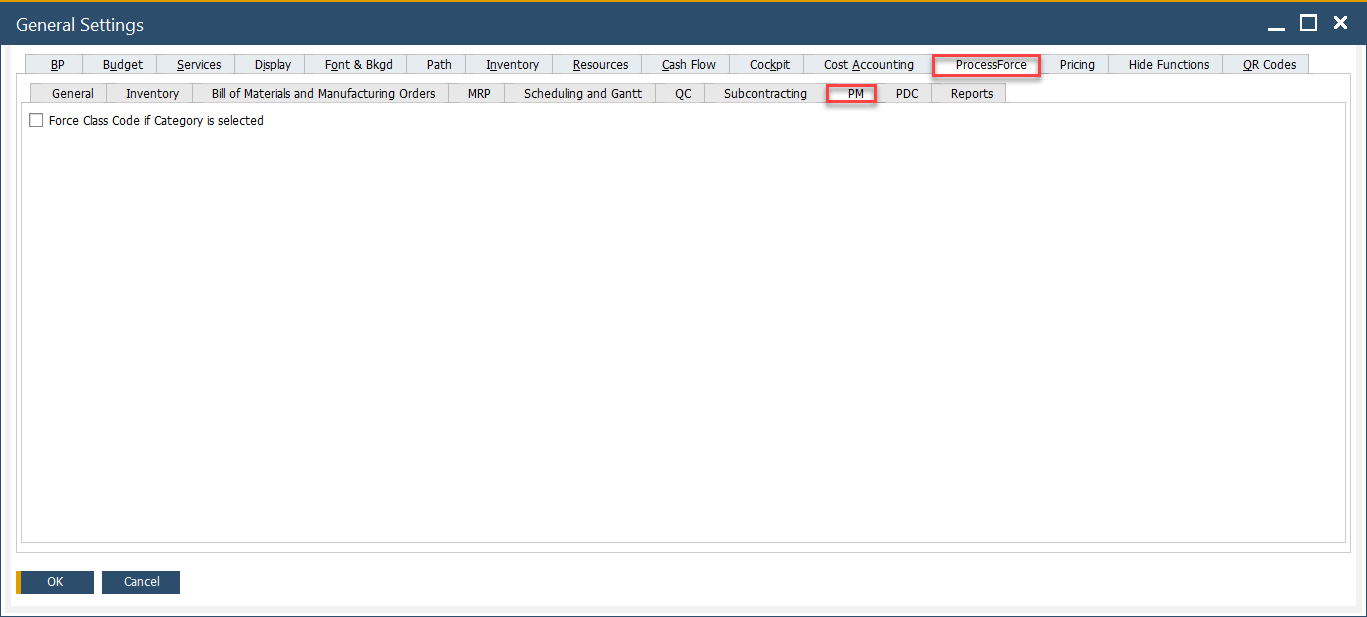 General Settings
BP Budget Services Display Font & Bkgd Path Inventory Resources Cash Flow Cockpit Cost Accounting ProcessForce Pricing Hide Functions QR Codes
General Inventory Bill of Materials and Manufacturing Orders MRP Scheduling and Gantt QC Subcontracting PM PDC Reports
Force Class Code if Category is selected
OK Cancel